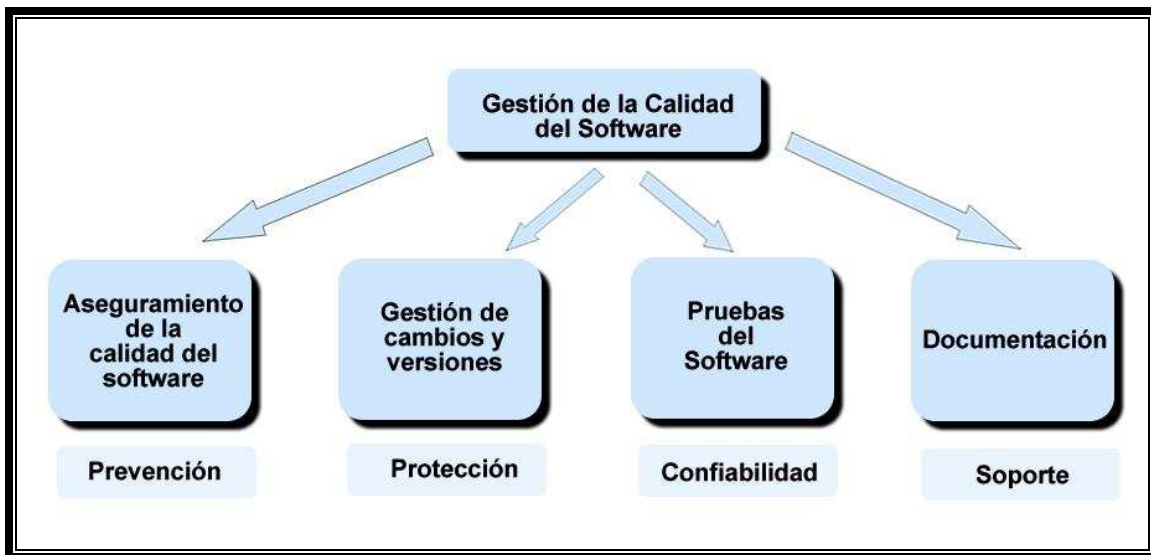 Gestión de la Calidad
del Software
Aseguramiento
de la
calidad del
software
Gestión de
cambios y
versiones
Pruebas
del
Software
Documentación
Prevención
Protección
Confiabilidad
Soporte